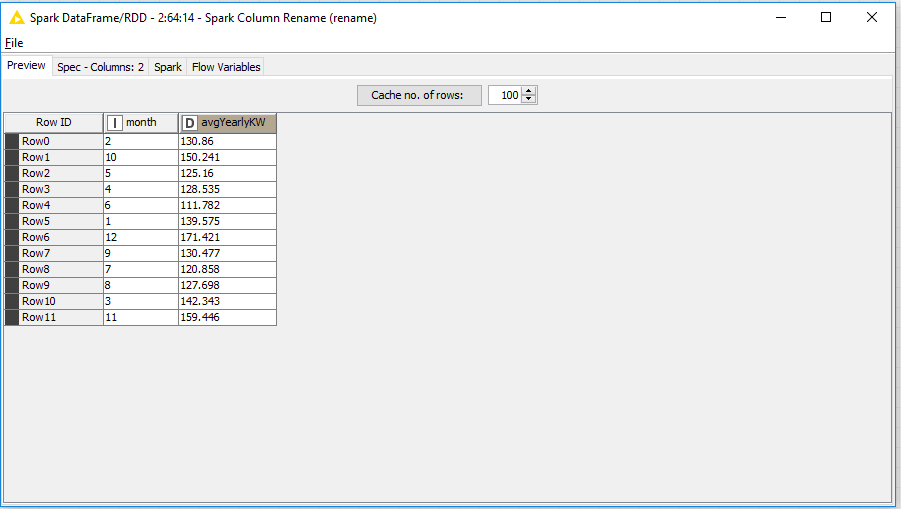 Spark DataFrame/RDD - 2:64:14 - Spark Column Rename (rename)
File
Preview Spec - Columns: 2 Spark Flow Variables
Cache no. of rows: 100
Row ID I month D avgYearlyKW
Row0 2 130.86
Row1 10 150.241
Row2 5 125.16
Row3 4 128.535
Row4 6 111.782
Row5 1 139.575
Row6 12 171.421
Row7 9 130.477
Row8 7 120.858
Row9 8 127.698
Row10 3 142.343
Row11 11 159.446